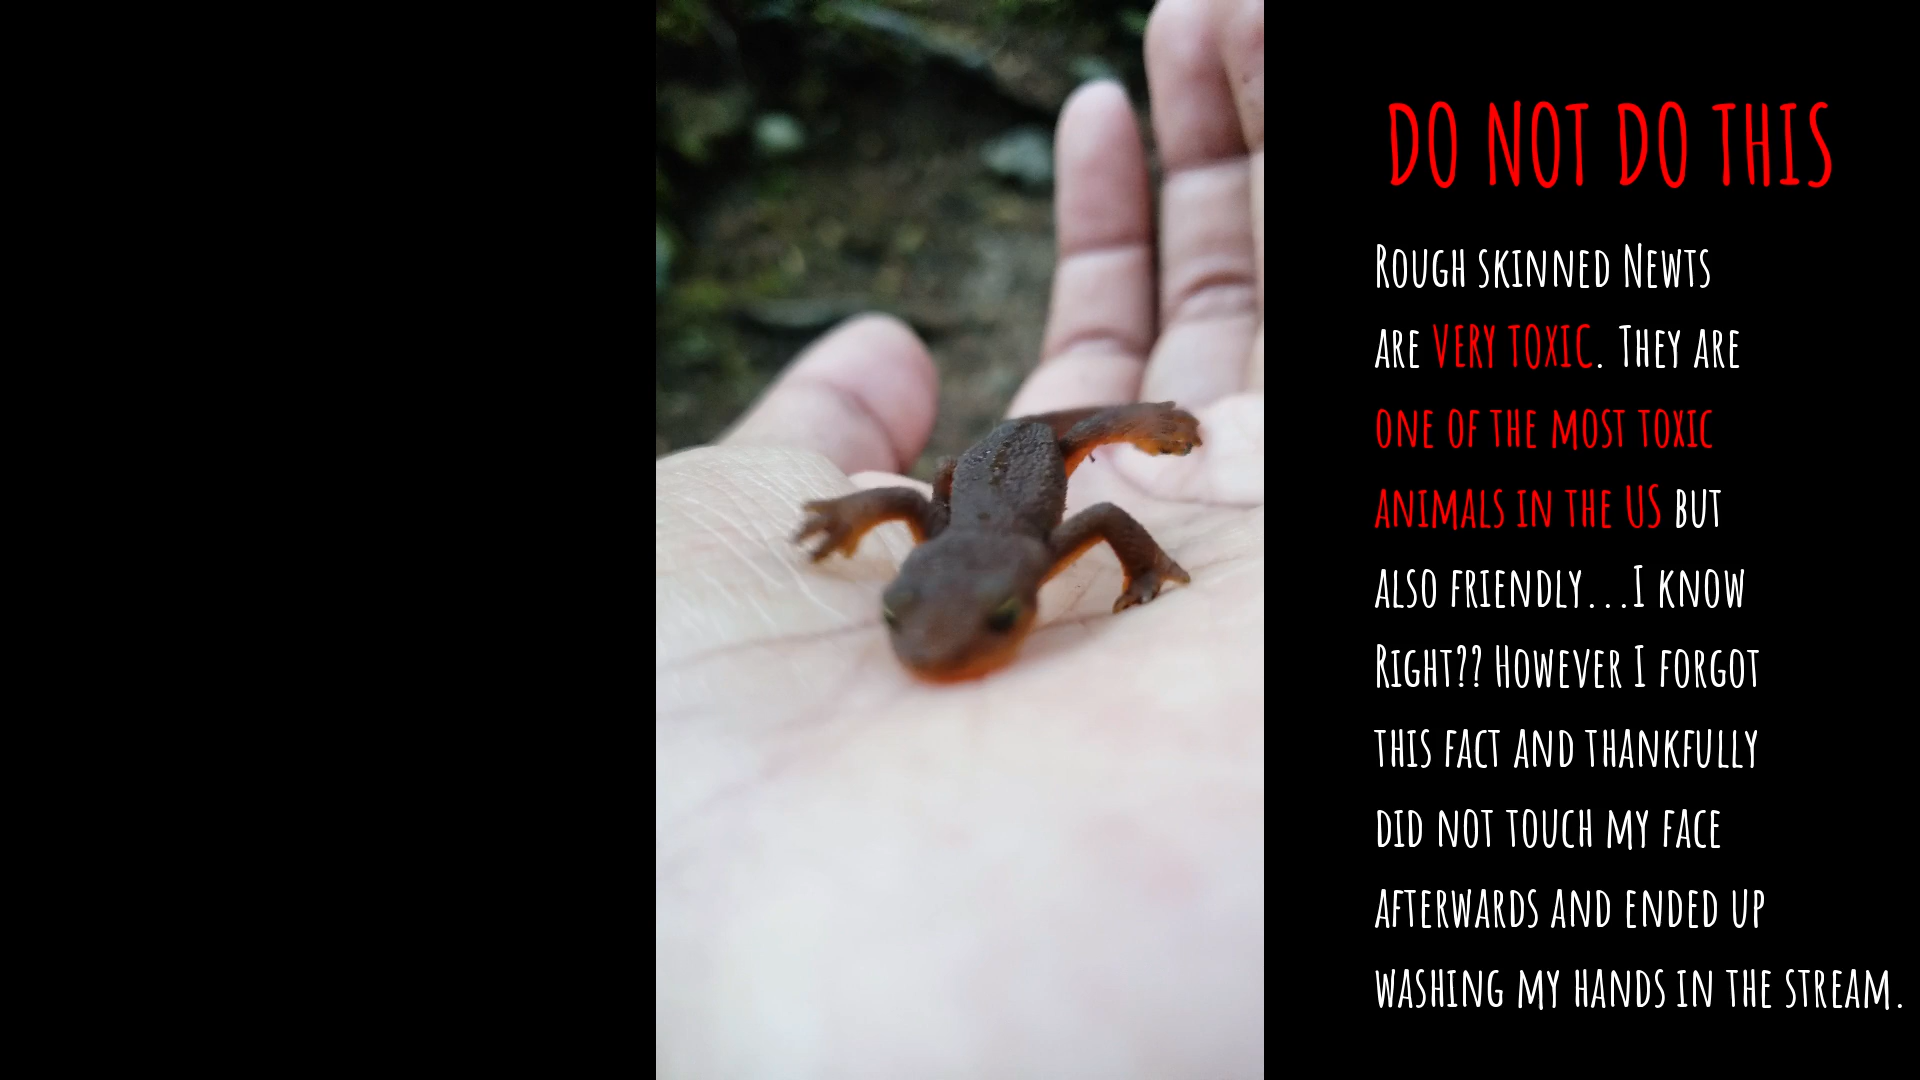 DO NOT DO THIS
Rough skinned Newts
are VERY TOXIC. They are
one of the most toxic
animals in the US but
also friendly...I know
Right?? However I forgot
this fact and thankfully
did not touch my face
afterwards and ended up
washing my hands in the stream.